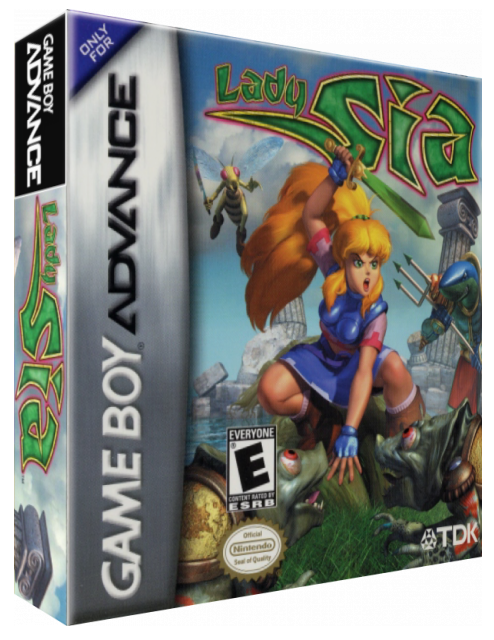 GAME BOY
ADVANCE
Lady
Sia
ONLY
FOR
GAME BOY ADVANCE
Lady
Sia
EVERYONE
E
CONTENT RATED BY
ESRB
Official
Nintendo
Seal of Quality
TDK